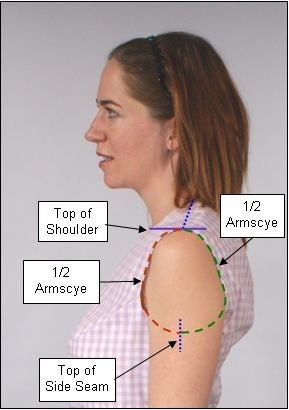 1/2
Armscye
Top of
Shoulder
1/2
Armscye
Top of
Side Seam